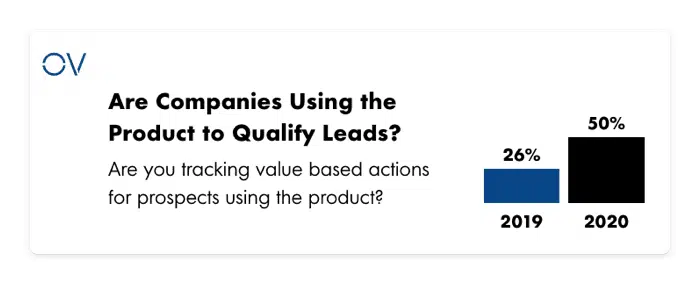 OV
Are Companies Using the
Product to Qualify Leads?
Are you tracking value based actions
for prospects using the product?
26%
50%
2019
2020